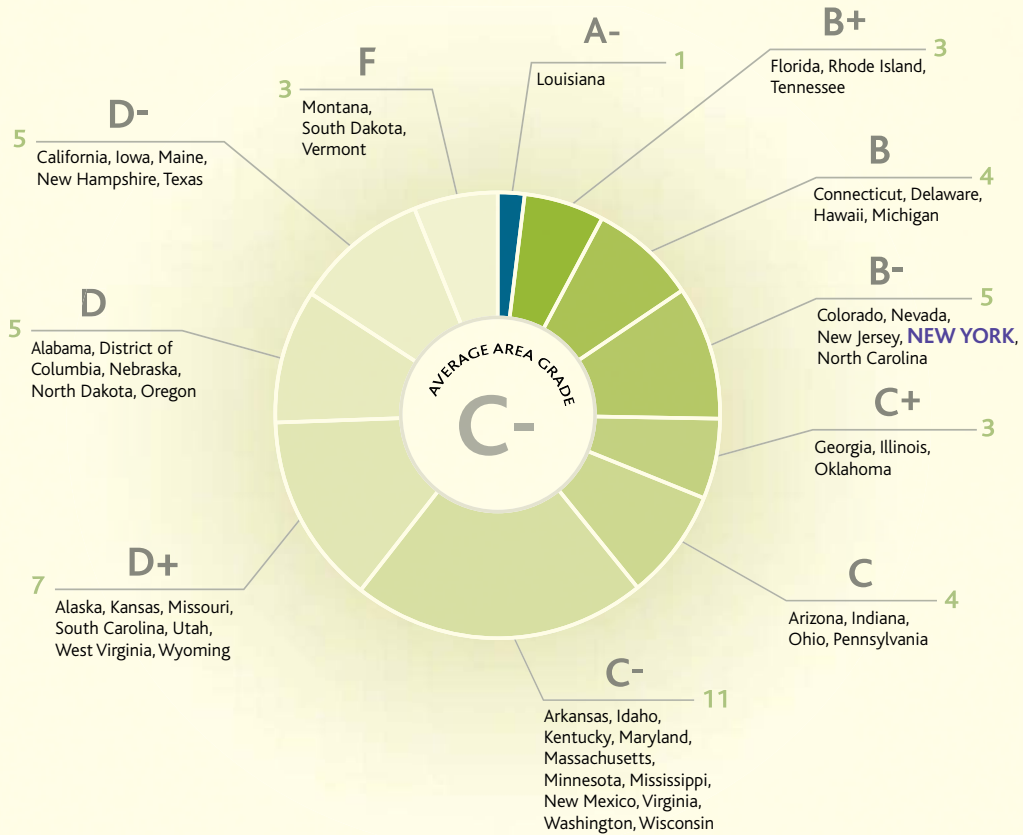 A-
1
Louisiana
B+
3
Florida, Rhode Island,
Tennessee
B
4
Connecticut, Delaware,
Hawaii, Michigan
B-
5
Colorado, Nevada,
New Jersey, NEW YORK,
North Carolina
C+
3
Georgia, Illinois,
Oklahoma
C
4
Arizona, Indiana,
Ohio, Pennsylvania
C-
11
Arkansas, Idaho,
Kentucky, Maryland,
Massachusetts,
Minnesota, Mississippi,
New Mexico, Virginia,
Washington, Wisconsin
D+
7
Alaska, Kansas, Missouri,
South Carolina, Utah,
West Virginia, Wyoming
D
5
Alabama, District of
Columbia, Nebraska,
North Dakota, Oregon
D-
5
California, Iowa, Maine,
New Hampshire, Texas
F
3
Montana,
South Dakota,
Vermont
AVERAGE AREA GRADE
C-